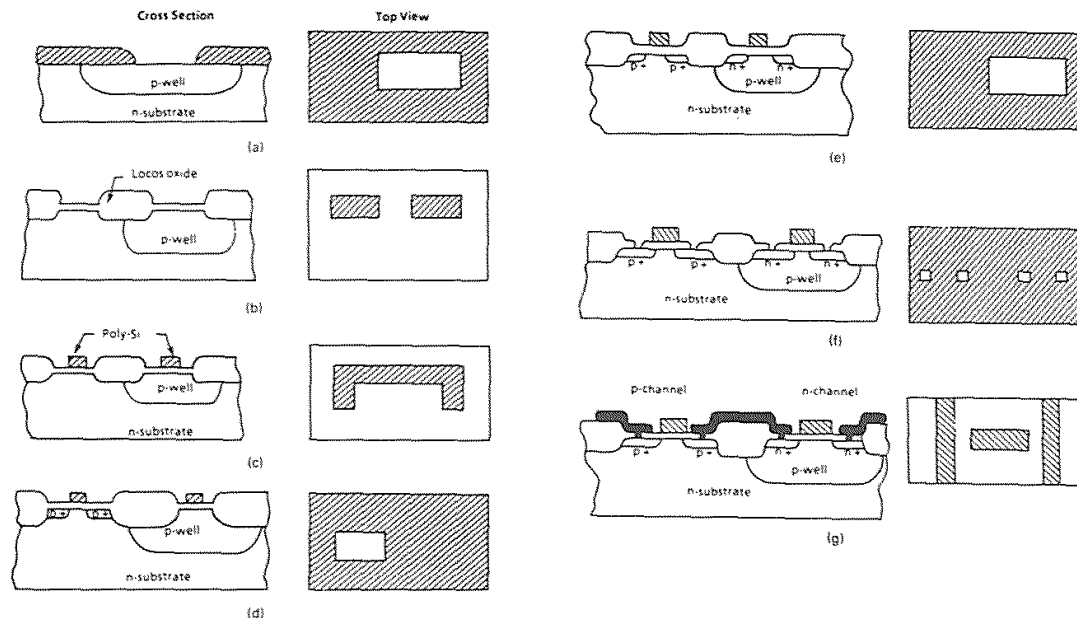 Cross Section
Top View
p-well
n-substrate
(a)
Locos oxide
p-well
(b)
Poly-Si
p-well
n-substrate
(c)
p+ p+
p-well
n-substrate
(d)
p+ p+ n+ n+
p-well
n-substrate
(e)
p+ p+ n+ n+
p-well
n-substrate
(f)
p-channel n-channel
p+ p+ n+ n+
p-well
n-substrate
(g)